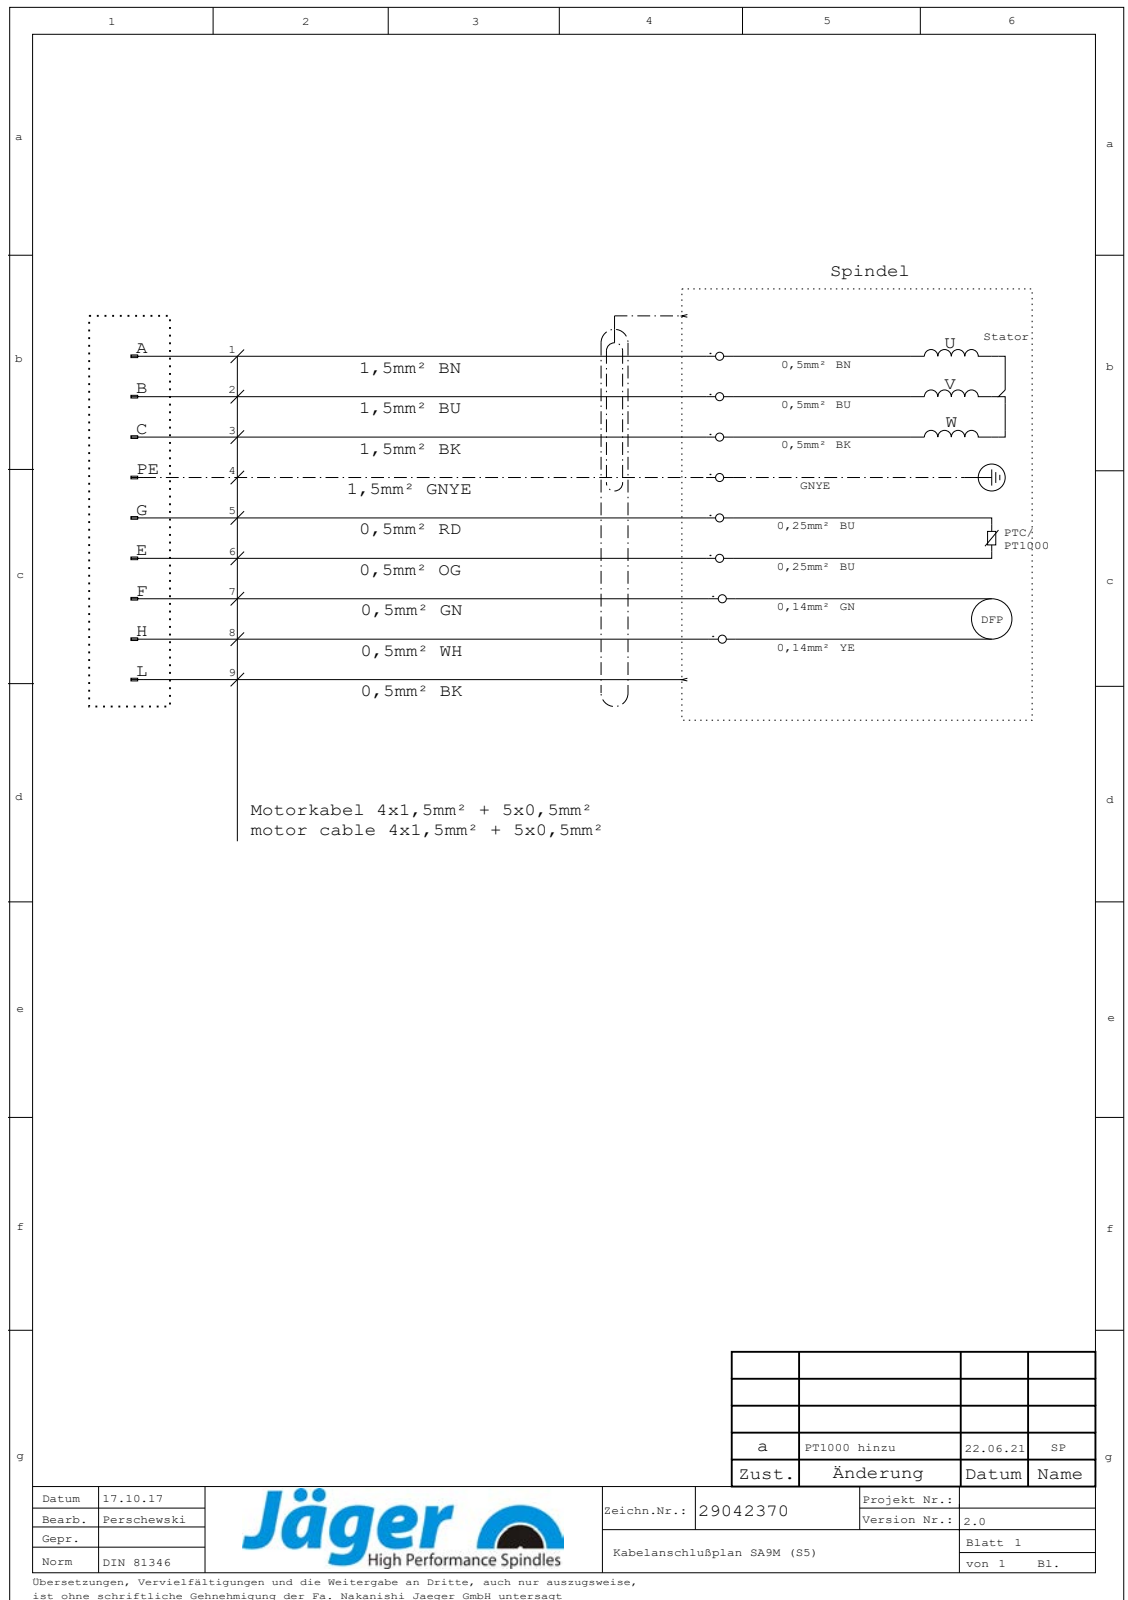 1 2 3 4 5 6
a a
Spindel
b b
A 1 1,5mm² BN 0,5mm² BN U Stator
B 2 1,5mm² BU 0,5mm² BU V
C 3 1,5mm² BK 0,5mm² BK W
PE 4 1,5mm² GNYE GNYE
G 5 0,5mm² RD 0,25mm² BU PTC/
PT1000
E 6 0,5mm² OG 0,25mm² BU
c c
F 7 0,5mm² GN 0,14mm² GN DFP
H 8 0,5mm² WH 0,14mm² YE
L 9 0,5mm² BK
d d
Motorkabel 4x1,5mm² + 5x0,5mm²
motor cable 4x1,5mm² + 5x0,5mm²
e e
f f
g g
a PT1000 hinzu 22.06.21 SP
Zust. Änderung Datum Name
Datum 17.10.17
Bearb. Perschewski
Gepr.
Norm DIN 81346
Jäger
High Performance Spindles
Zeichn.Nr.: 29042370
Kabelanschlußplan SA9M (S5)
Projekt Nr.:
Version Nr.: 2.0
Blatt 1
von 1 Bl.
Übersetzungen, Vervielfältigungen und die Weitergabe an Dritte, auch nur auszugsweise,
ist ohne schriftliche Gehnehmigung der Fa. Nakanishi Jaeger GmbH untersagt